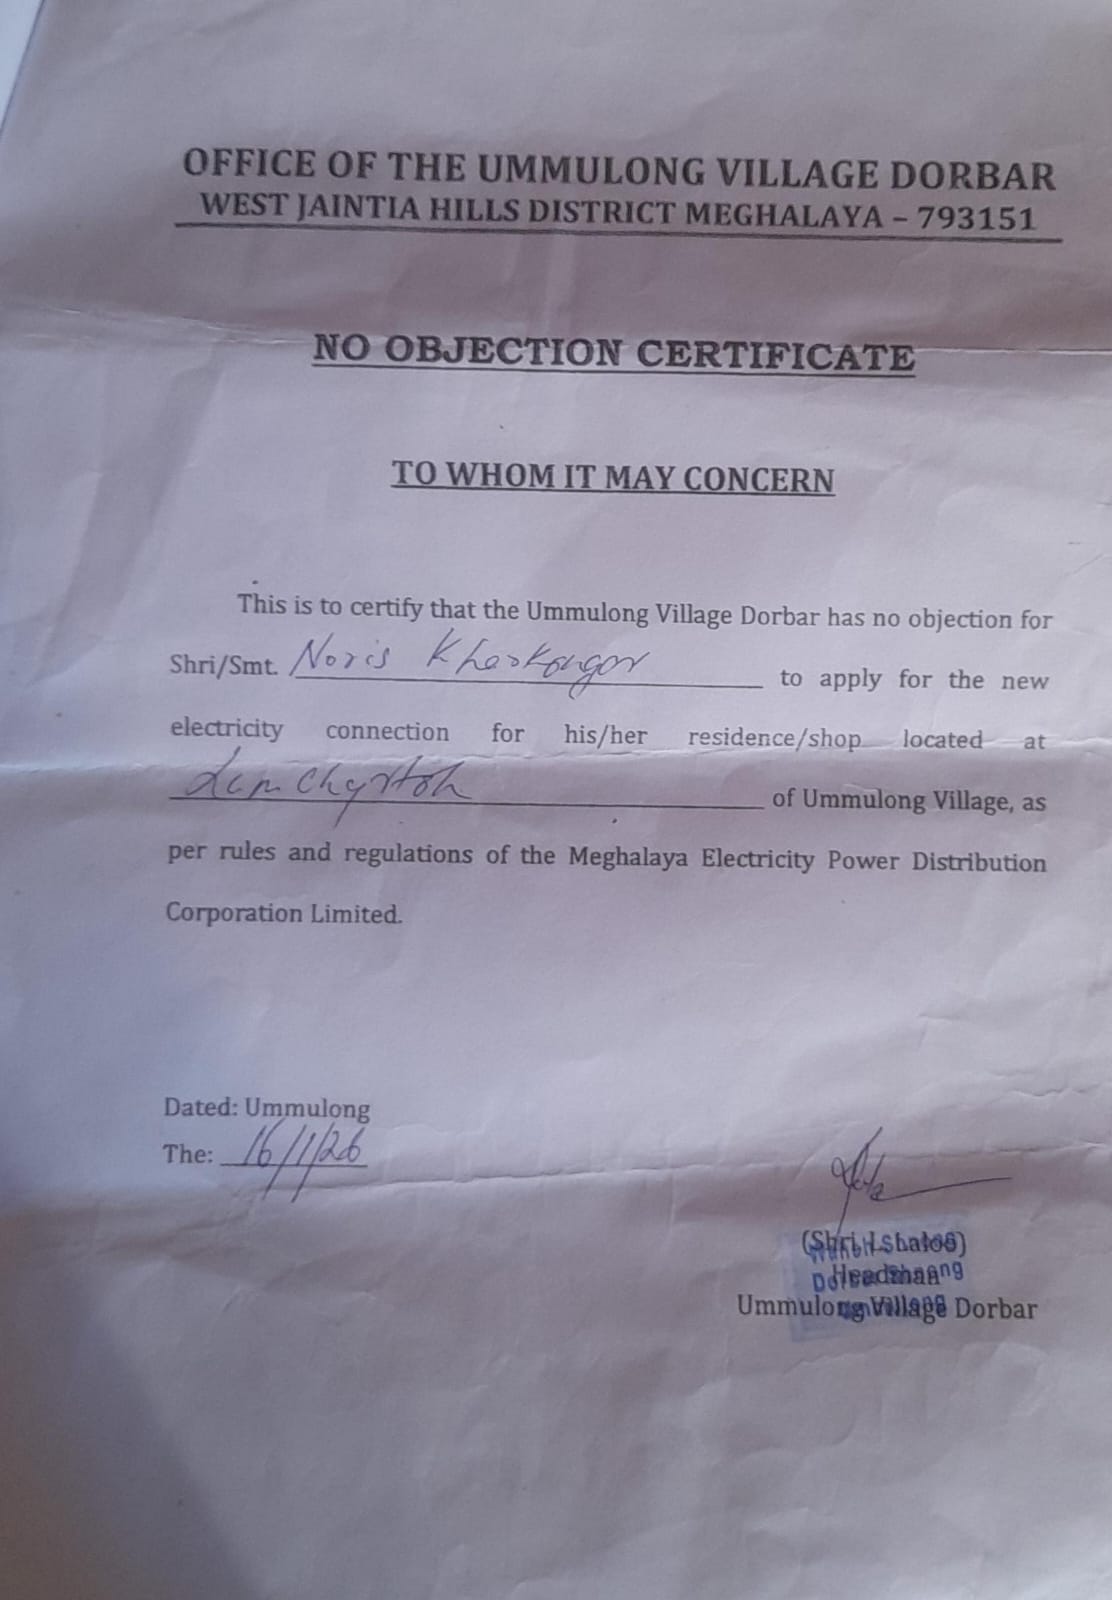 OFFICE OF THE UMMULONG VILLAGE DORBAR
WEST JAINTIA HILLS DISTRICT MEGHALAYA – 793151
NO OBJECTION CERTIFICATE
TO WHOM IT MAY CONCERN
This is to certify that the Ummulong Village Dorbar has no objection for
Shri/Smt. Noris Kharkongor to apply for the new
electricity connection for his/her residence/shop located at
of Ummulong Village, as
per rules and regulations of the Meghalaya Electricity Power Distribution
Corporation Limited.
Dated: Ummulong
The: 16/1/26
(Shri
Headman
Ummulong Village Dorbar